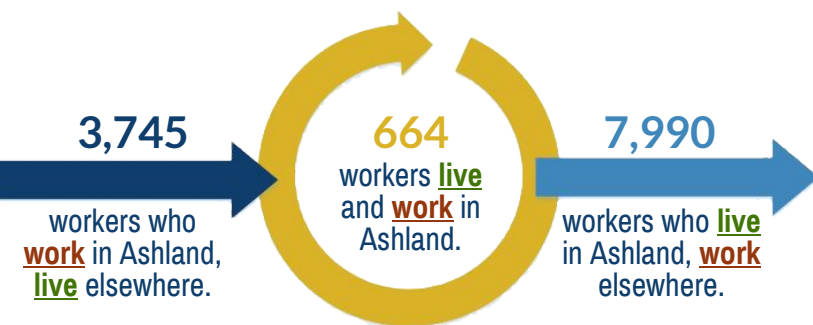 3,745
workers who
work in Ashland,
live elsewhere.
664
workers live
and work in
Ashland.
7,990
workers who live
in Ashland, work
elsewhere.